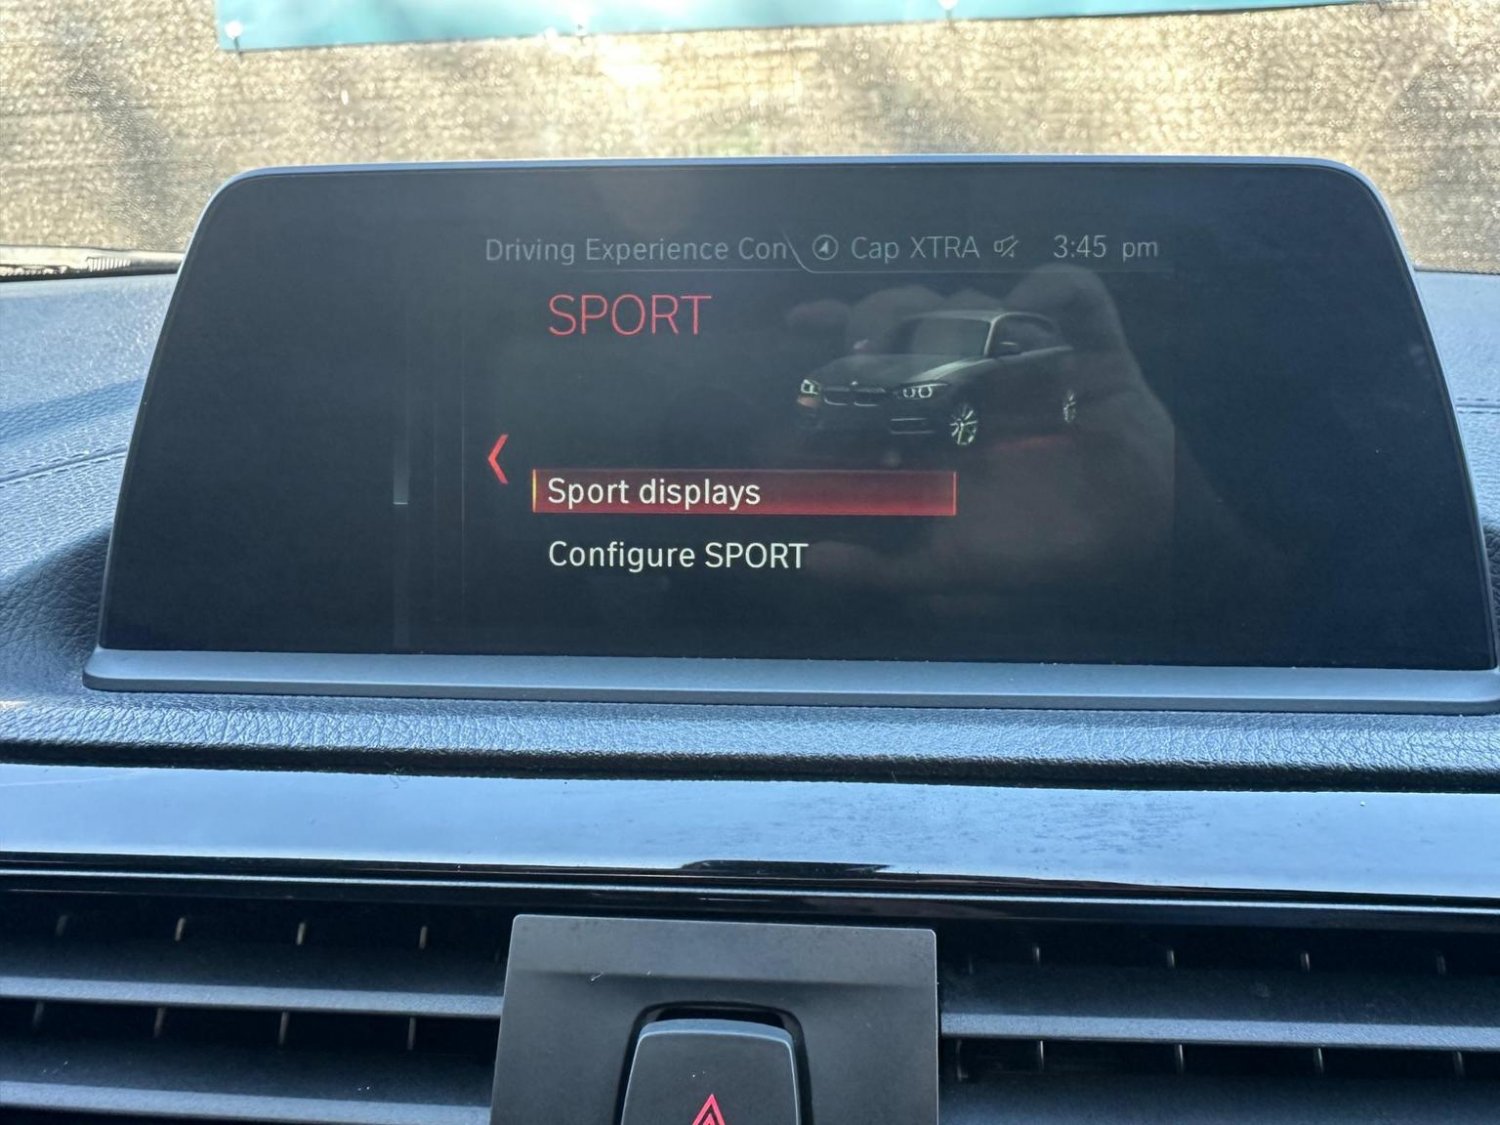 Driving Experience Con Cap XTRA 3:45 pm
SPORT
Sport displays
Configure SPORT